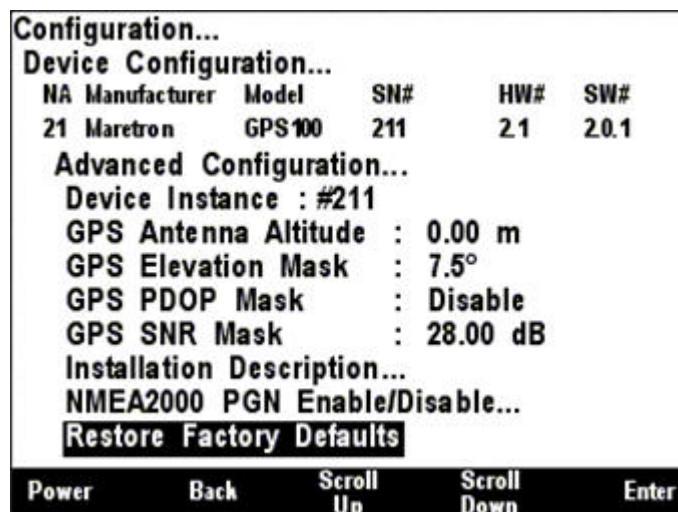 Configuration...
Device Configuration...
NA Manufacturer Model SN# HW# SW#
21 Maretron GPS100 211 2.1 2.0.1
Advanced Configuration...
Device Instance : #211
GPS Antenna Altitude : 0.00 m
GPS Elevation Mask : 7.5°
GPS PDOP Mask : Disable
GPS SNR Mask : 28.00 dB
Installation Description...
NMEA2000 PGN Enable/Disable...
Restore Factory Defaults
Power Back Scroll Up Scroll Down Enter